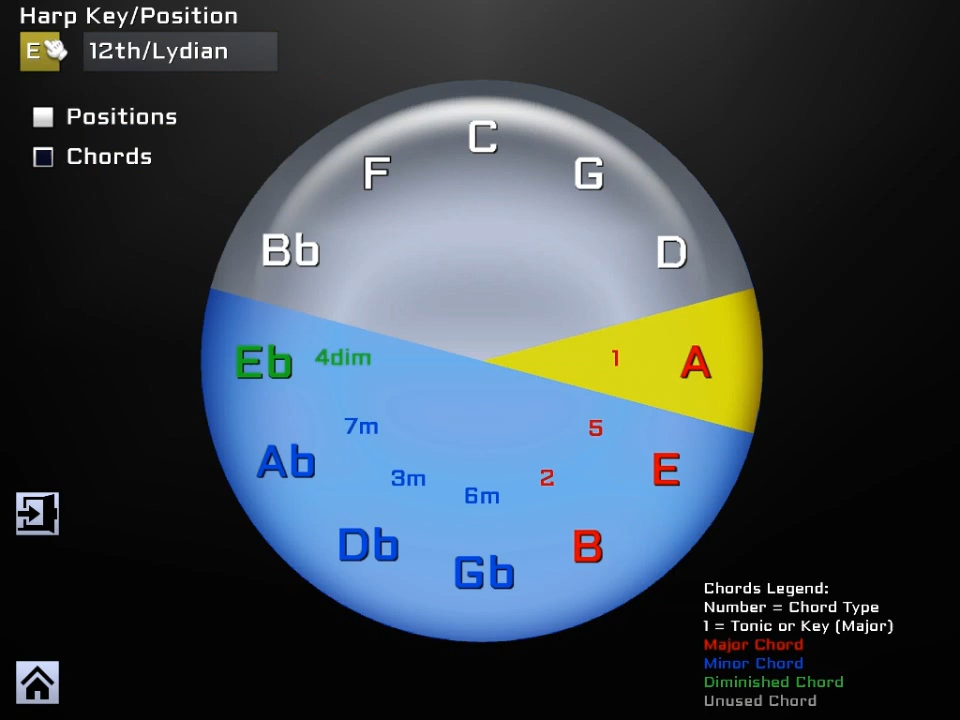 Harp Key/Position
E 12th/Lydian
Positions
Chords
C
F G
Bb D
Eb 4dim 1 A
7m 5
Ab 3m 2 E
6m
Db B
Gb
Chords Legend:
Number = Chord Type
1 = Tonic or Key (Major)
Major Chord
Minor Chord
Diminished Chord
Unused Chord